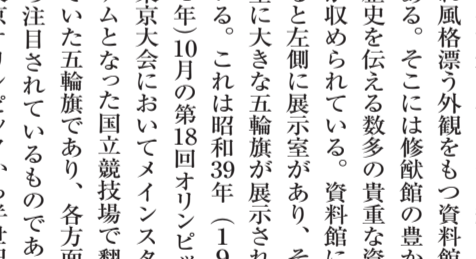 風格漂う外観をもつ資料館
ある。そこには修猷館の豊か
歴史を伝える数多の貴重な資
が収められている。資料館に
ると左側に展示室があり、そ
室に大きな五輪旗が展示され
る。これは昭和39年（19
年）10月の第18回オリンピッ
東京大会においてメインスタ
ムとなった国立競技場で翻
ていた五輪旗であり、各方面
注目されているものであ